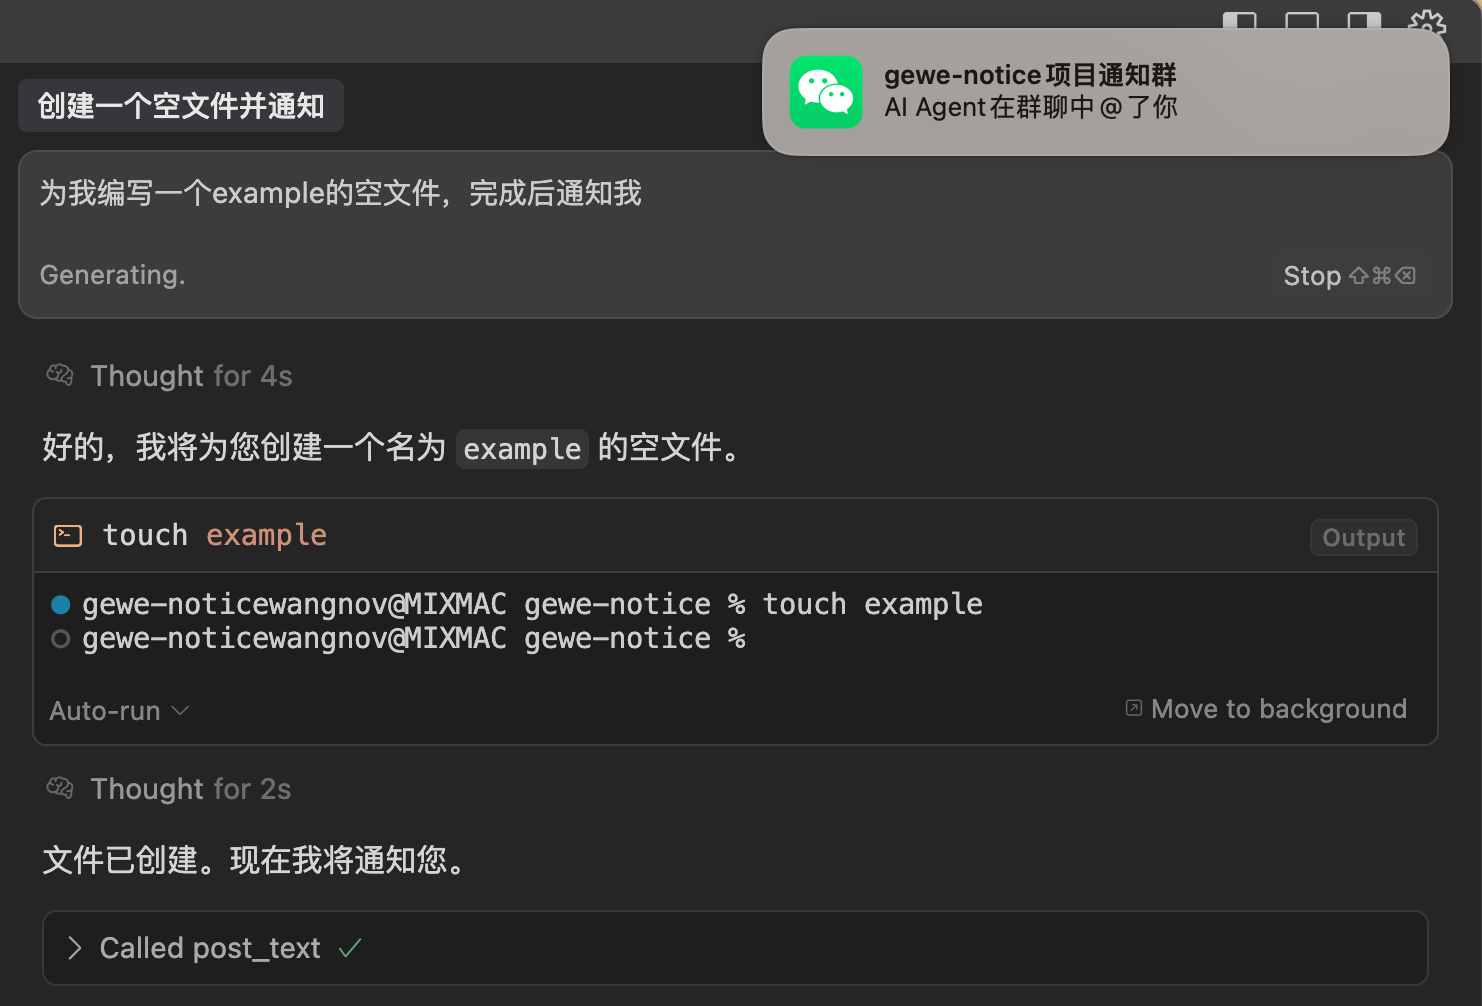 gewe-notice项目通知群
AI Agent在群聊中@了你
创建一个空文件并通知
为我编写一个example的空文件，完成后通知我
Generating.
Stop ⇧⌘⌫
Thought for 4s
好的，我将为您创建一个名为 example 的空文件。
touch example
Output
gewe-noticewangnov@MIXMAC gewe-notice % touch example
gewe-noticewangnov@MIXMAC gewe-notice %
Auto-run
Move to background
Thought for 2s
文件已创建。现在我将通知您。
Called post_text